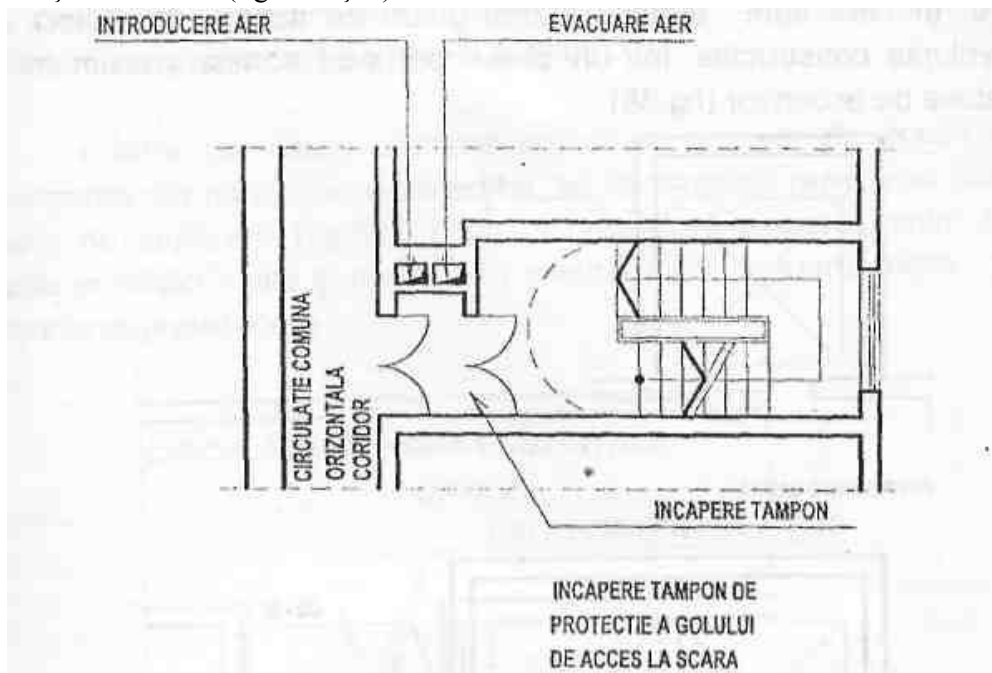 INTRODUCERE AER
EVACUARE AER
CIRCULATIE COMUNA
ORIZONTALA
CORIDOR
INCAPERE TAMPON
INCAPERE TAMPON DE
PROTECTIE A GOLULUI
DE ACCES LA SCARA